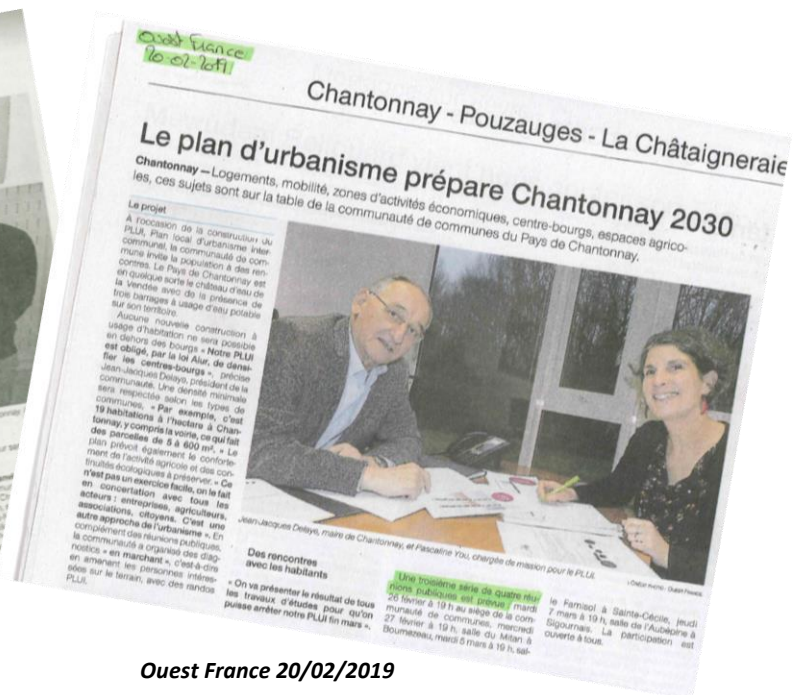 Ouest France
20-02-2019
Chantonnay - Pouzauges - La Châtaigneraie
Le plan d'urbanisme prépare Chantonnay 2030
Chantonnay — Logements, mobilité, zones d'activités économiques, centre-bourgs, espaces agrico-
les, ces sujets sont sur la table de la communauté de communes du Pays de Chantonnay.
Le projet
À l'occasion de la construction du
PLUi, Plan local d'urbanisme inter-
communal, la communauté de com-
mune invite la population à des ren-
contres. Le Pays de Chantonnay est
en quelque sorte le château d'eau de
la Vendée avec de la présence de
trois barrages à usage d'eau potable
sur son territoire.
Aucune nouvelle construction à
usage d'habitation ne sera possible
en dehors des bourgs « Notre PLUi
est obligé, par la loi Alur, de densi-
fier les centres-bourgs », précise
Jean-Jacques Delaye, président de la
communauté. Une densité minimale
sera respectée selon les types de
communes, « Par exemple, c'est
19 habitations à l'hectare à Chan-
tonnay, y compris la voirie, ce qui fait
des parcelles de 5 à 600 m². » Le
plan prévoit également le conforte-
ment de l'activité agricole et des con-
tinuités écologiques à préserver. « Ce
n'est pas un exercice facile, on le fait
en concertation avec tous les
acteurs : entreprises, agriculteurs,
associations, citoyens. C'est une
autre approche de l'urbanisme ». En
complément des réunions publiques,
la communauté a organisé des diag-
nostics « en marchant », c'est-à-dire
en amenant les personnes intéres-
sées sur le terrain, avec des randos
PLUi.
Jean-Jacques Delaye, maire de Chantonnay, et Pascaline You, chargée de mission pour le PLUi.
Ouest-France
Des rencontres
avec les habitants
« On va présenter le résultat de tous
les travaux d'études pour qu'on
puisse arrêter notre PLUi fin mars ».
Une troisième série de quatre réu-
nions publiques est prévue : mardi
26 février à 19 h au siège de la com-
munauté de communes, mercredi
27 février à 19 h, salle du Mitan à
Bournezeau, mardi 5 mars à 19 h, sal-
le Famisol à Sainte-Cécile, jeudi
7 mars à 19 h, salle de l'Aubépine à
Sigournais. La participation est
ouverte à tous.
Ouest France 20/02/2019